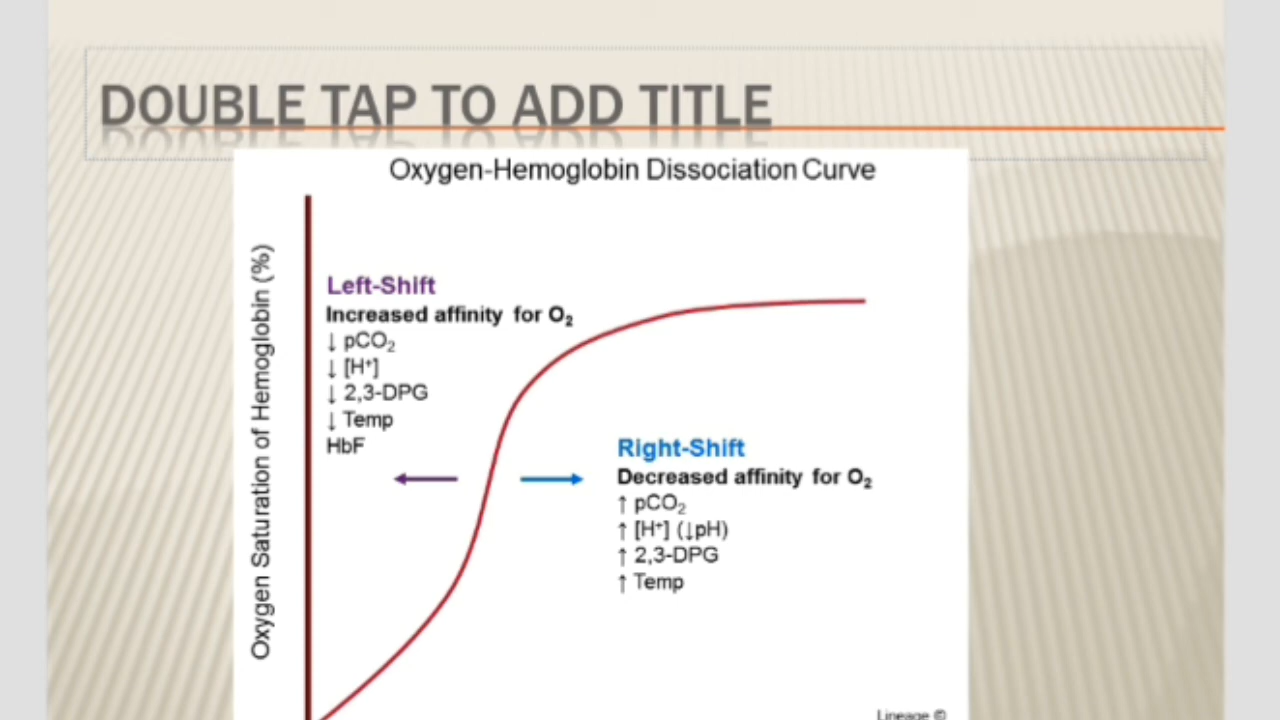 DOUBLE TAP TO ADD TITLE
Oxygen-Hemoglobin Dissociation Curve
Oxygen Saturation of Hemoglobin (%)
Left-Shift
Increased affinity for O₂
↓ pCO₂
↓ [H⁺]
↓ 2,3-DPG
↓ Temp
HbF
Right-Shift
Decreased affinity for O₂
↑ pCO₂
↑ [H⁺] (↓pH)
↑ 2,3-DPG
↑ Temp
Lineage ©